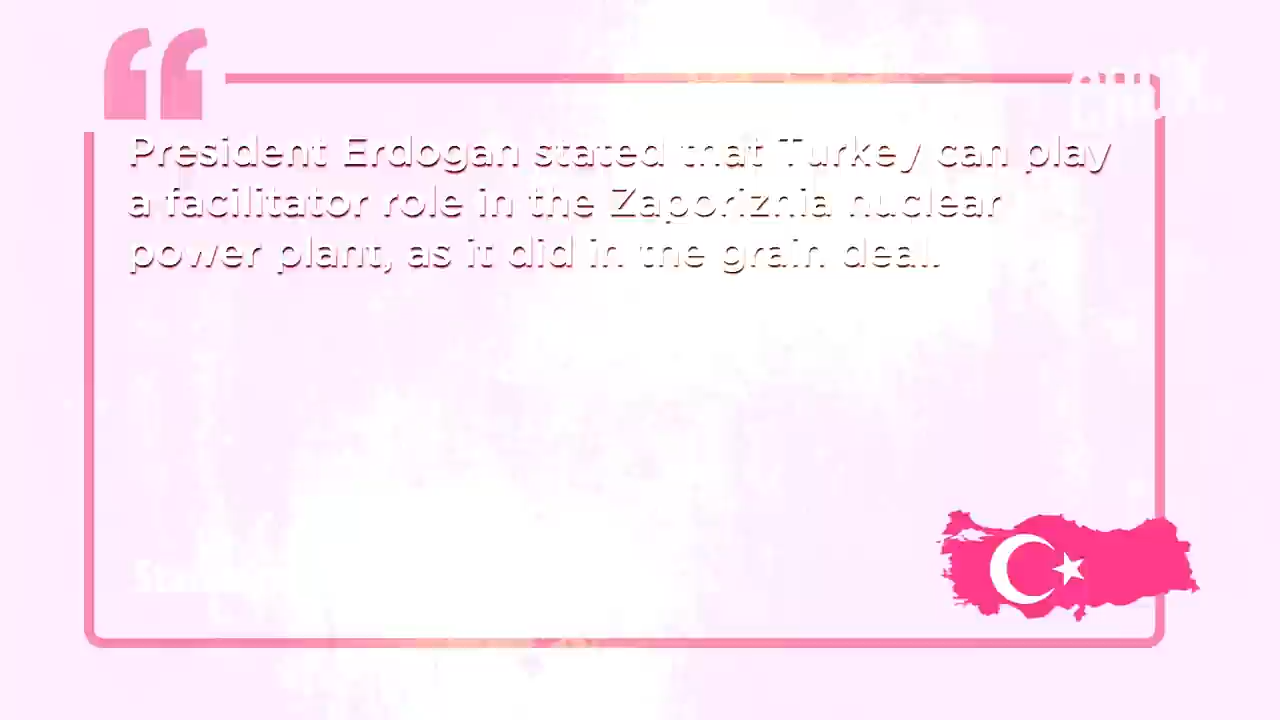 President Erdogan stated that Turkey can play
a facilitator role in the Zaporizhia nuclear
power plant, as it did in the grain deal.